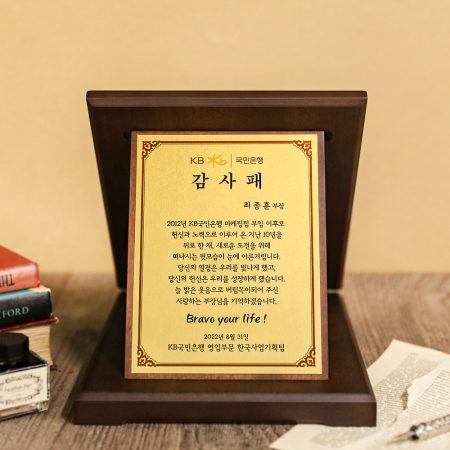 KB 국민은행
감사패
최종훈 부장
2012년 KB국민은행 마케팅팀 부임 이후로
헌신과 노력으로 이루어 온 지난 10년을
뒤로 한 채, 새로운 도전을 위해
떠나시는 뒷모습이 눈에 아른거립니다.
당신의 열정은 우리를 빛나게 했고,
당신의 헌신은 우리를 성장하게 했습니다.
늘 밝은 웃음으로 버팀목이되어 주신
사랑하는 부장님을 기억하겠습니다.
Bravo your life!
2022년 8월 31일
KB국민은행 영업부문 한국사업기획팀